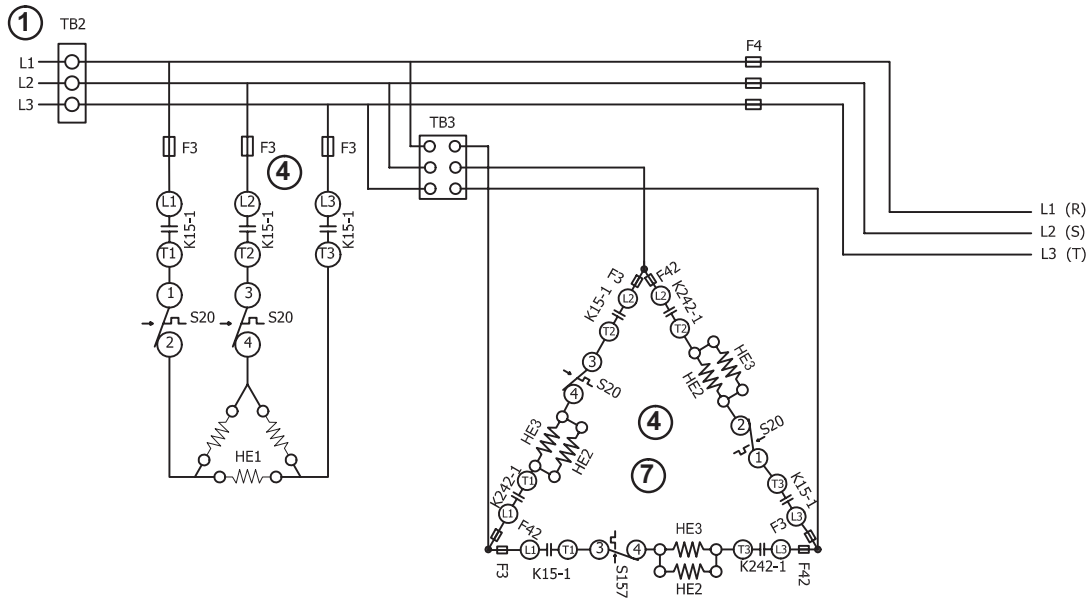 1
TB2
L1
L2
L3
F4
F3
F3
F3
TB3
4
L1
L2
L3
K15-1
K15-1
K15-1
T1
T2
T3
L1 (R)
L2 (S)
L3 (T)
1
3
S20
S20
2
4
HE1
F3
F42
L2
L2
K15-1
K242-1
T2
T2
3
S20
4
HE3
HE2
HE3
HE2
4
2
S20
1
7
T1
K242-1
L1
F42
T3
K15-1
L3
F3
F3
L1
T1
K15-1
3
4
S157
HE3
HE2
T3
L3
K242-1
F42